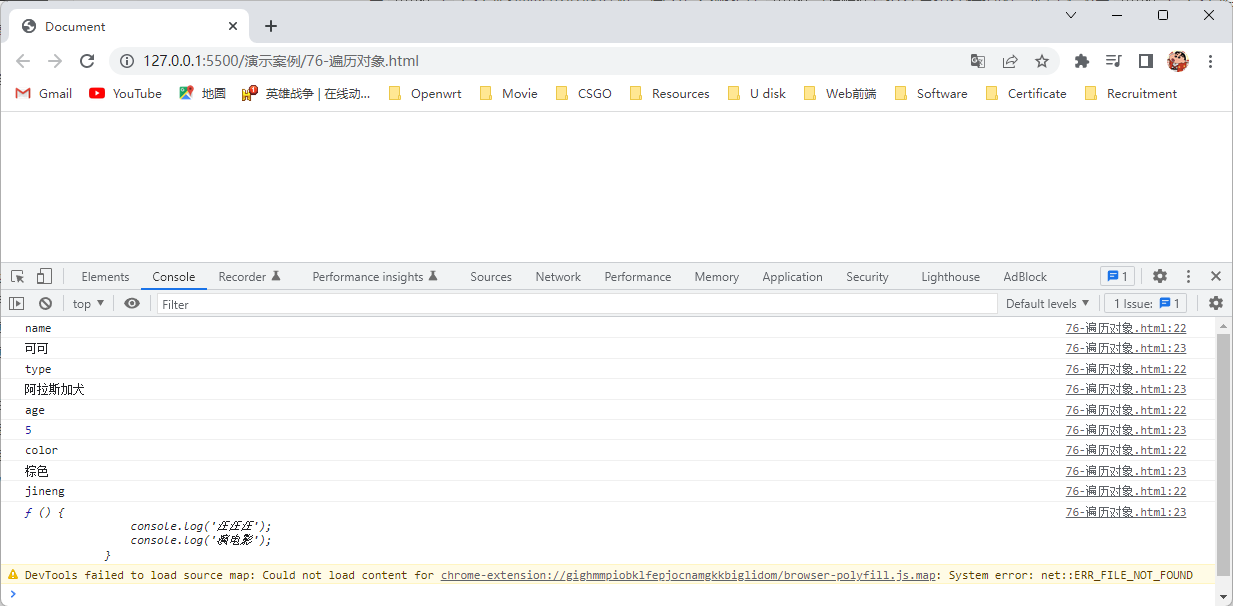 Document
127.0.0.1:5500/演示案例/76-遍历对象.html
Gmail YouTube 地图 英雄战争 | 在线动... Openwrt Movie CSGO Resources U disk Web前端 Software Certificate Recruitment
Elements Console Recorder Performance insights Sources Network Performance Memory Application Security Lighthouse AdBlock 1
top Filter Default levels 1 Issue: 1
name 76-遍历对象.html:22
可可 76-遍历对象.html:23
type 76-遍历对象.html:22
阿拉斯加犬 76-遍历对象.html:23
age 76-遍历对象.html:22
5 76-遍历对象.html:23
color 76-遍历对象.html:22
棕色 76-遍历对象.html:23
jineng 76-遍历对象.html:22
ƒ () { 76-遍历对象.html:23
console.log('汪汪汪');
console.log('演电影');
}
DevTools failed to load source map: Could not load content for chrome-extension://gighmmpiobklfepjocnamgkkbiglidom/browser-polyfill.js.map: System error: net::ERR_FILE_NOT_FOUND